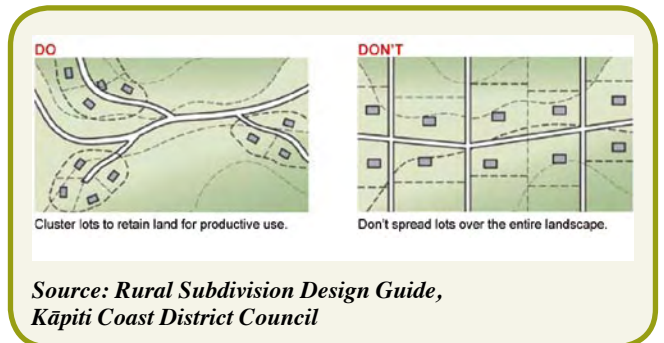 DO
Cluster lots to retain land for productive use.
DON'T
Don't spread lots over the entire landscape.
Source: Rural Subdivision Design Guide,
Kāpiti Coast District Council